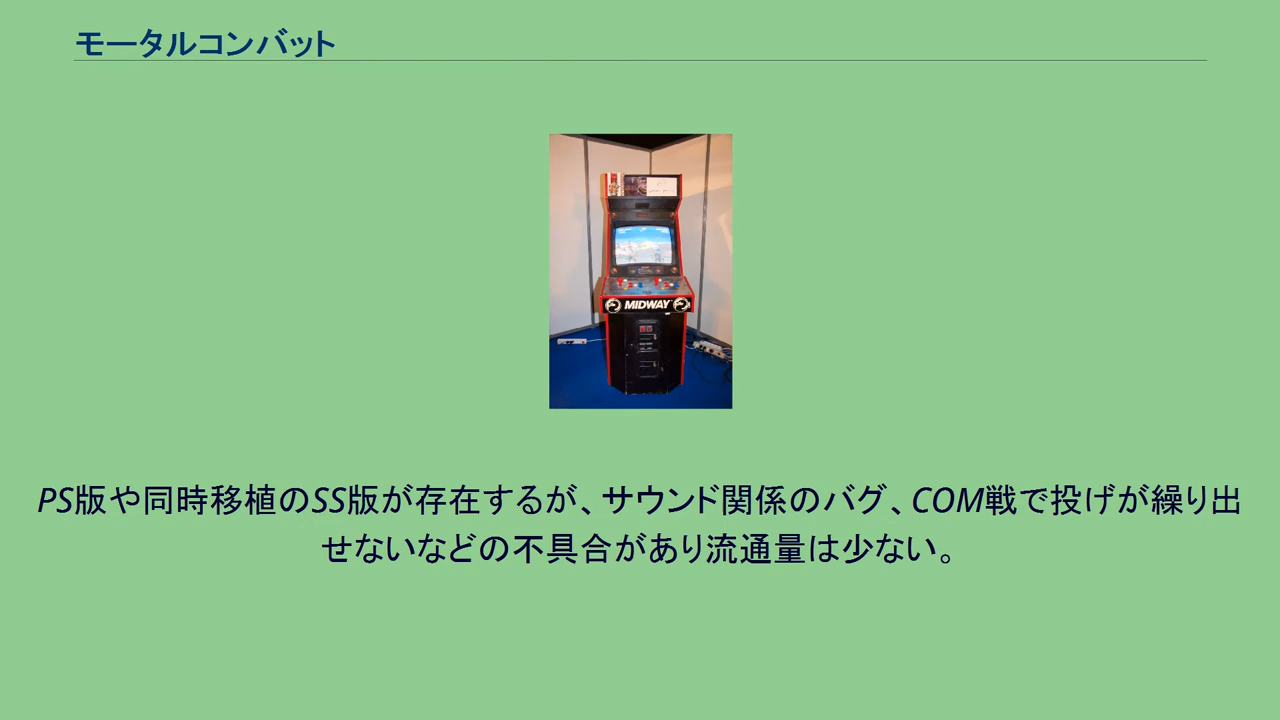 モータルコンバット
MIDWAY
PS版や同時移植のSS版が存在するが、サウンド関係のバグ、COM戦で投げが繰り出
せないなどの不具合があり流通量は少ない。